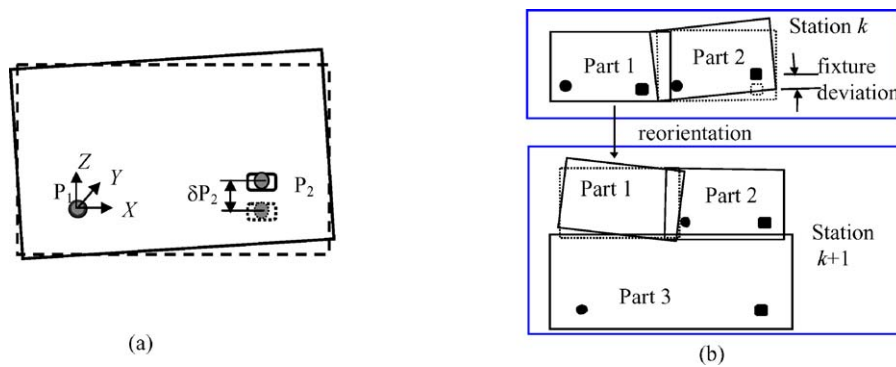 Z
Y
P1
X
δP2
P2
(a)
Station k
Part 1
Part 2
fixture
deviation
reorientation
Part 1
Part 2
Station
k+1
Part 3
(b)